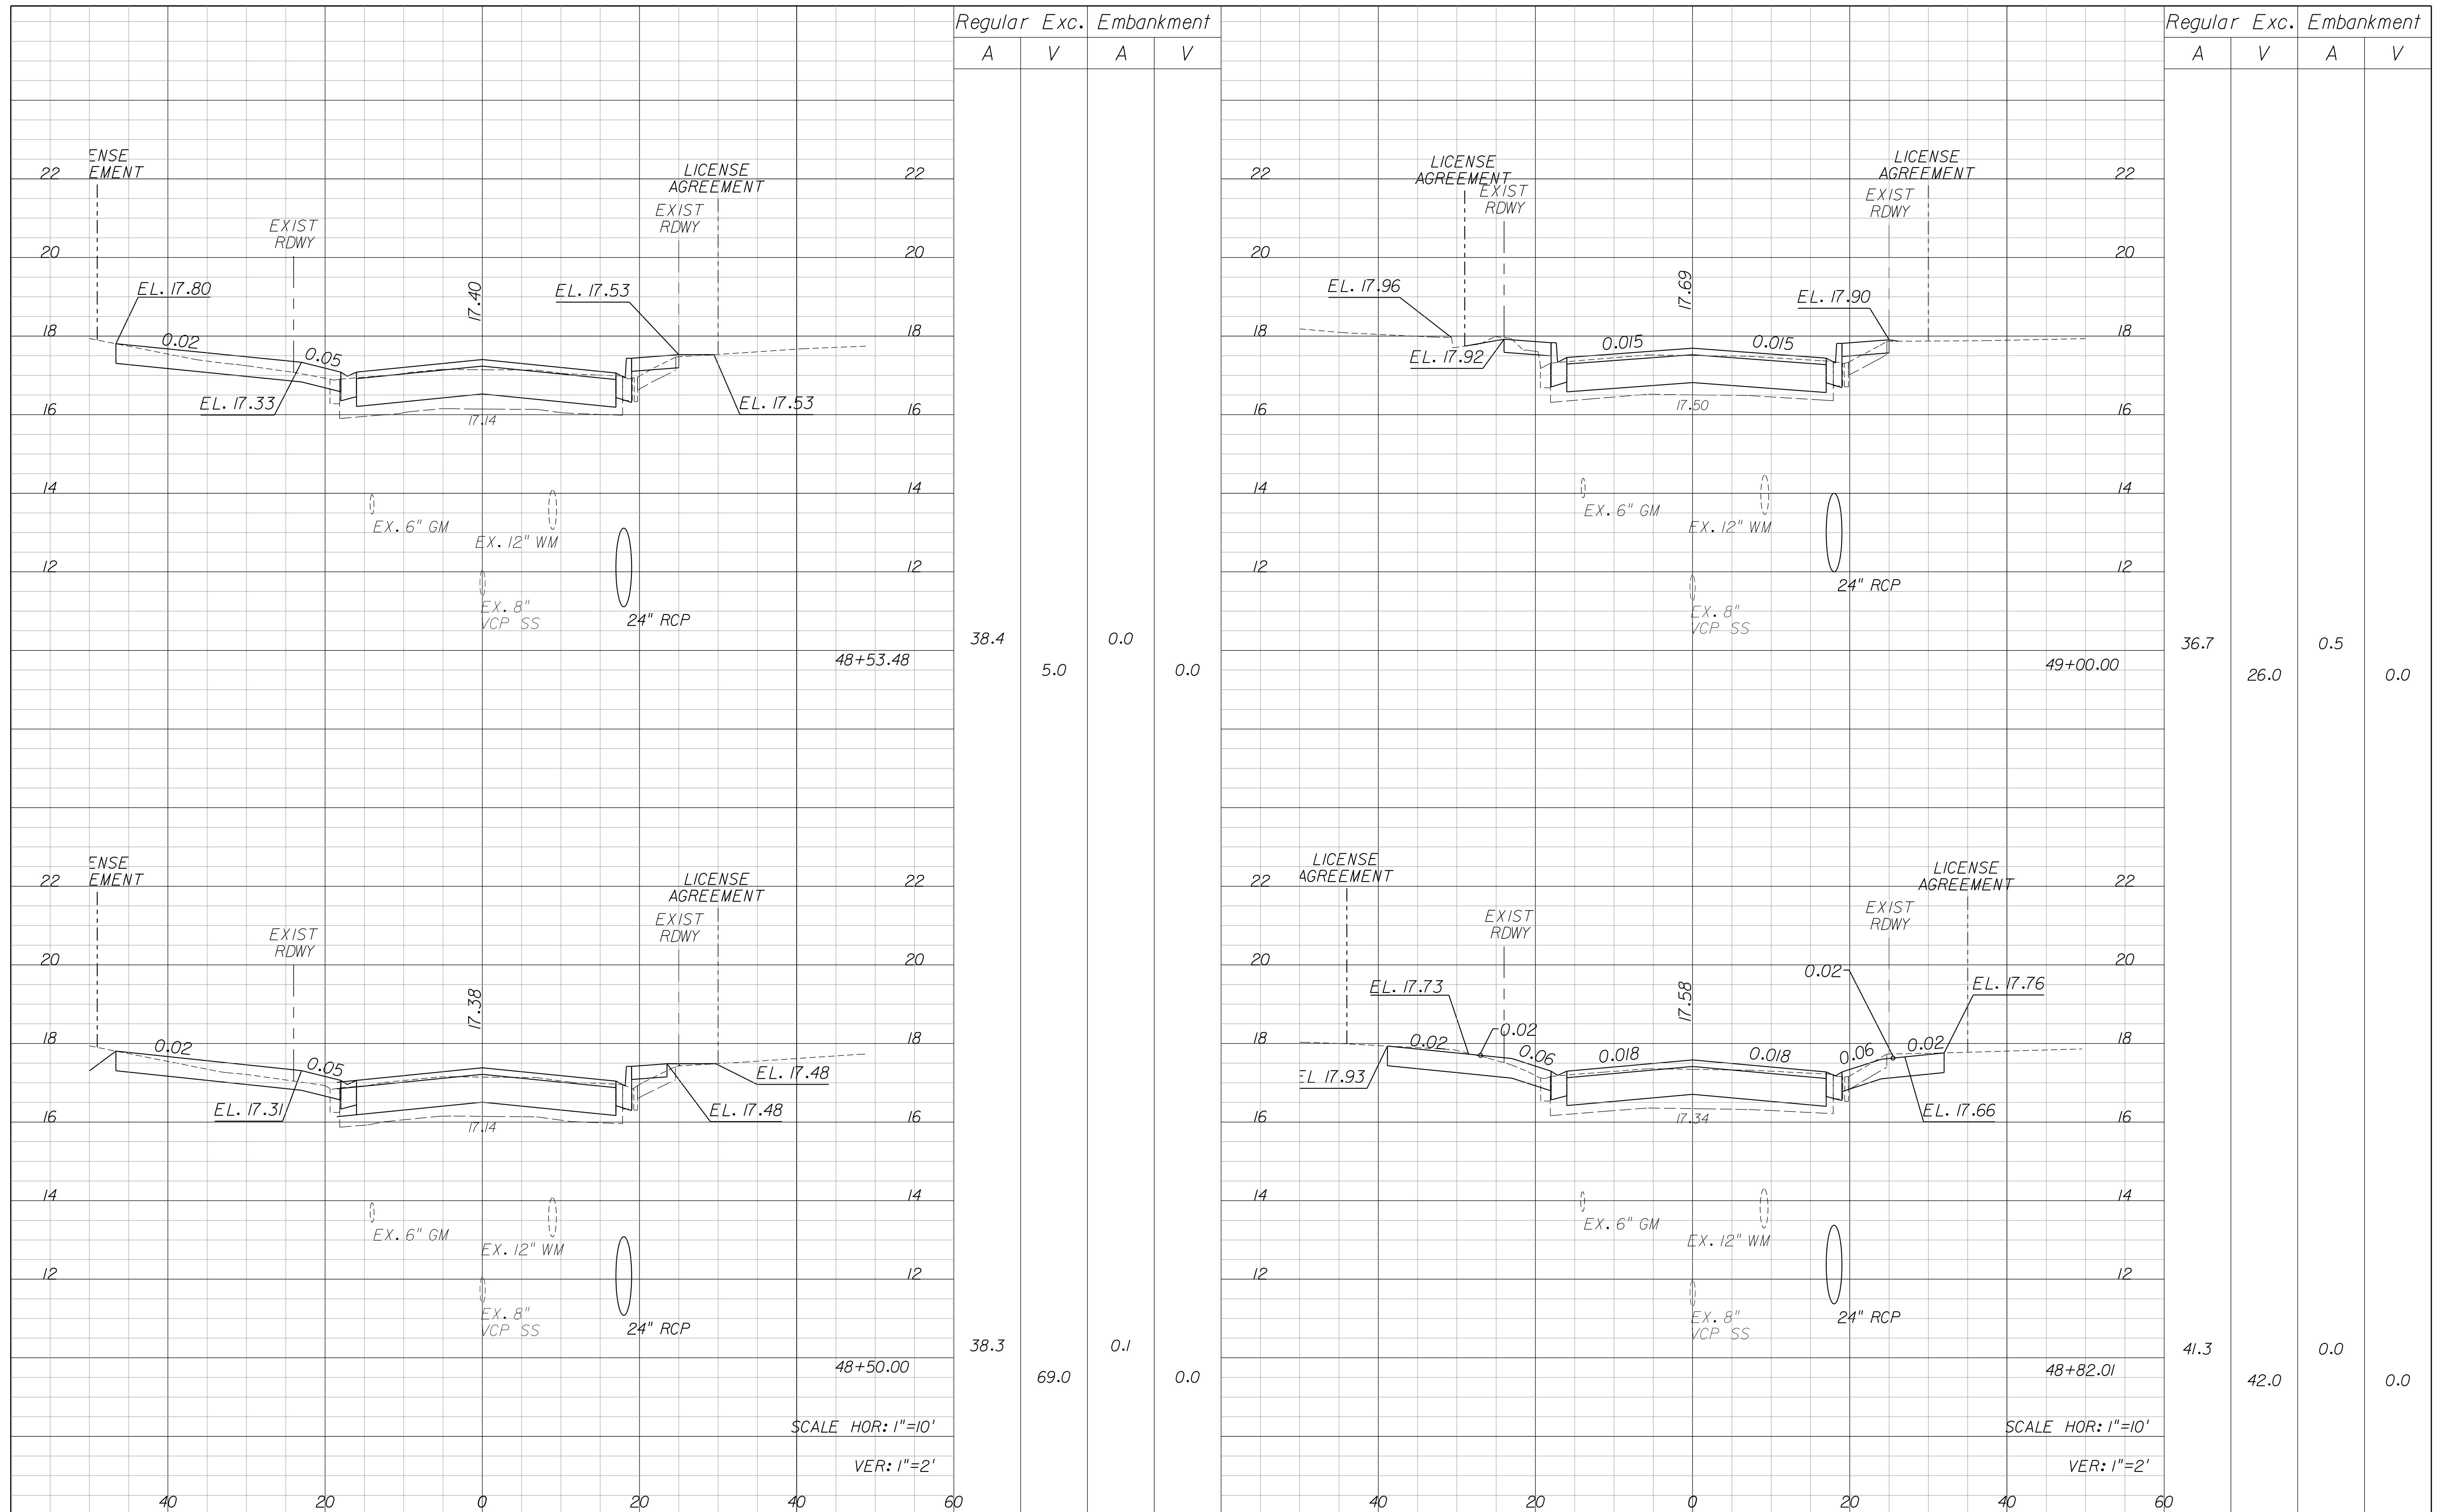 Regular Exc. Embankment
A V A V
ENSE
EMENT
LICENSE
AGREEMENT
EXIST
RDWY
EXIST
RDWY
22 22
20 20
18 18
16 16
14 14
12 12
EL. 17.80
0.02
0.05
17.40
EL. 17.53
EL. 17.33
17.14
EL. 17.53
EX. 6" GM
EX. 12" WM
EX. 8"
VCP SS
24" RCP
48+53.48
38.4 0.0
5.0 0.0
ENSE
EMENT
LICENSE
AGREEMENT
EXIST
RDWY
EXIST
RDWY
22 22
20 20
18 18
16 16
14 14
12 12
0.02
0.05
17.38
EL. 17.48
EL. 17.31
17.14
EL. 17.48
EX. 6" GM
EX. 12" WM
EX. 8"
VCP SS
24" RCP
48+50.00
38.3 0.1
69.0 0.0
SCALE HOR: 1"=10'
VER: 1"=2'
40 20 0 20 40 60
Regular Exc. Embankment
A V A V
LICENSE
AGREEMENT
EXIST
RDWY
LICENSE
AGREEMENT
EXIST
RDWY
22 22
20 20
18 18
16 16
14 14
12 12
EL. 17.96
17.69
EL. 17.90
EL. 17.92
0.015 0.015
17.50
EX. 6" GM
EX. 12" WM
EX. 8"
VCP SS
24" RCP
49+00.00
36.7 0.5
26.0 0.0
LICENSE
AGREEMENT
EXIST
RDWY
LICENSE
AGREEMENT
EXIST
RDWY
22 22
20 20
18 18
16 16
14 14
12 12
EL. 17.73
17.58
0.02
EL. 17.76
0.02
0.02
0.06
0.018 0.018
0.06
0.02
EL 17.93
17.34
EL. 17.66
EX. 6" GM
EX. 12" WM
EX. 8"
VCP SS
24" RCP
48+82.01
41.3 0.0
42.0 0.0
SCALE HOR: 1"=10'
VER: 1"=2'
40 20 0 20 40 60